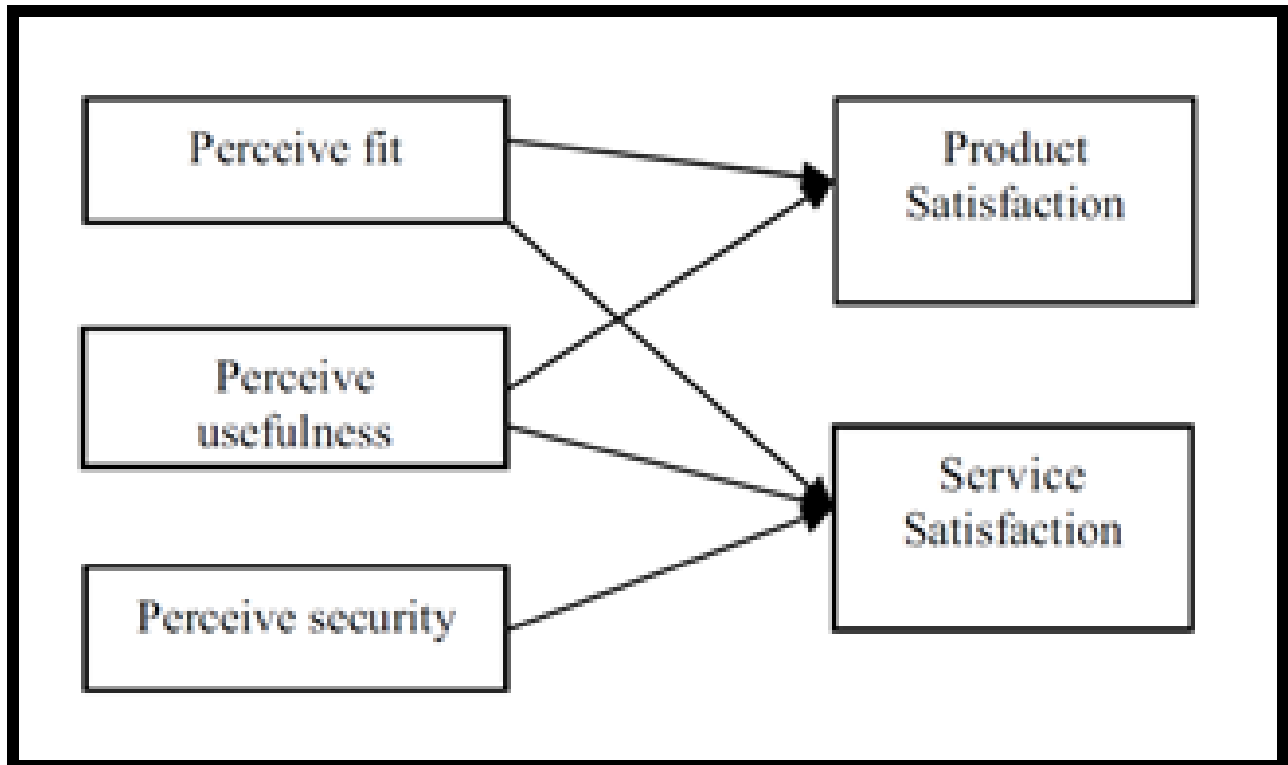 Perceive fit
Product
Satisfaction
Perceive
usefulness
Service
Satisfaction
Perceive security